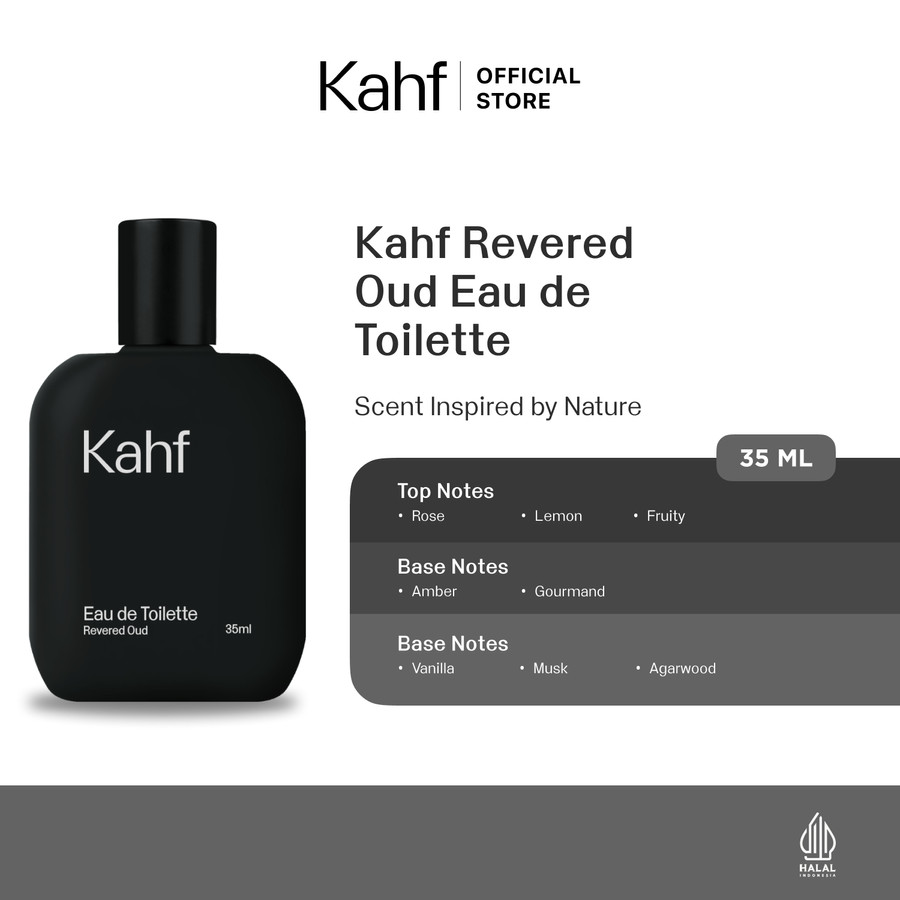 Kahf
OFFICIAL
STORE
Kahf Revered
Oud Eau de
Toilette
Scent Inspired by Nature
35 ML
Top Notes
• Rose • Lemon • Fruity
Base Notes
• Amber • Gourmand
Base Notes
• Vanilla • Musk • Agarwood
Kahf
Eau de Toilette
Revered Oud 35ml
HALAL
INDONESIA